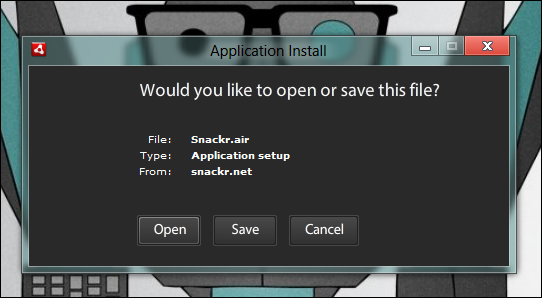 Application Install
Would you like to open or save this file?
File: Snackr.air
Type: Application setup
From: snackr.net
Open Save Cancel